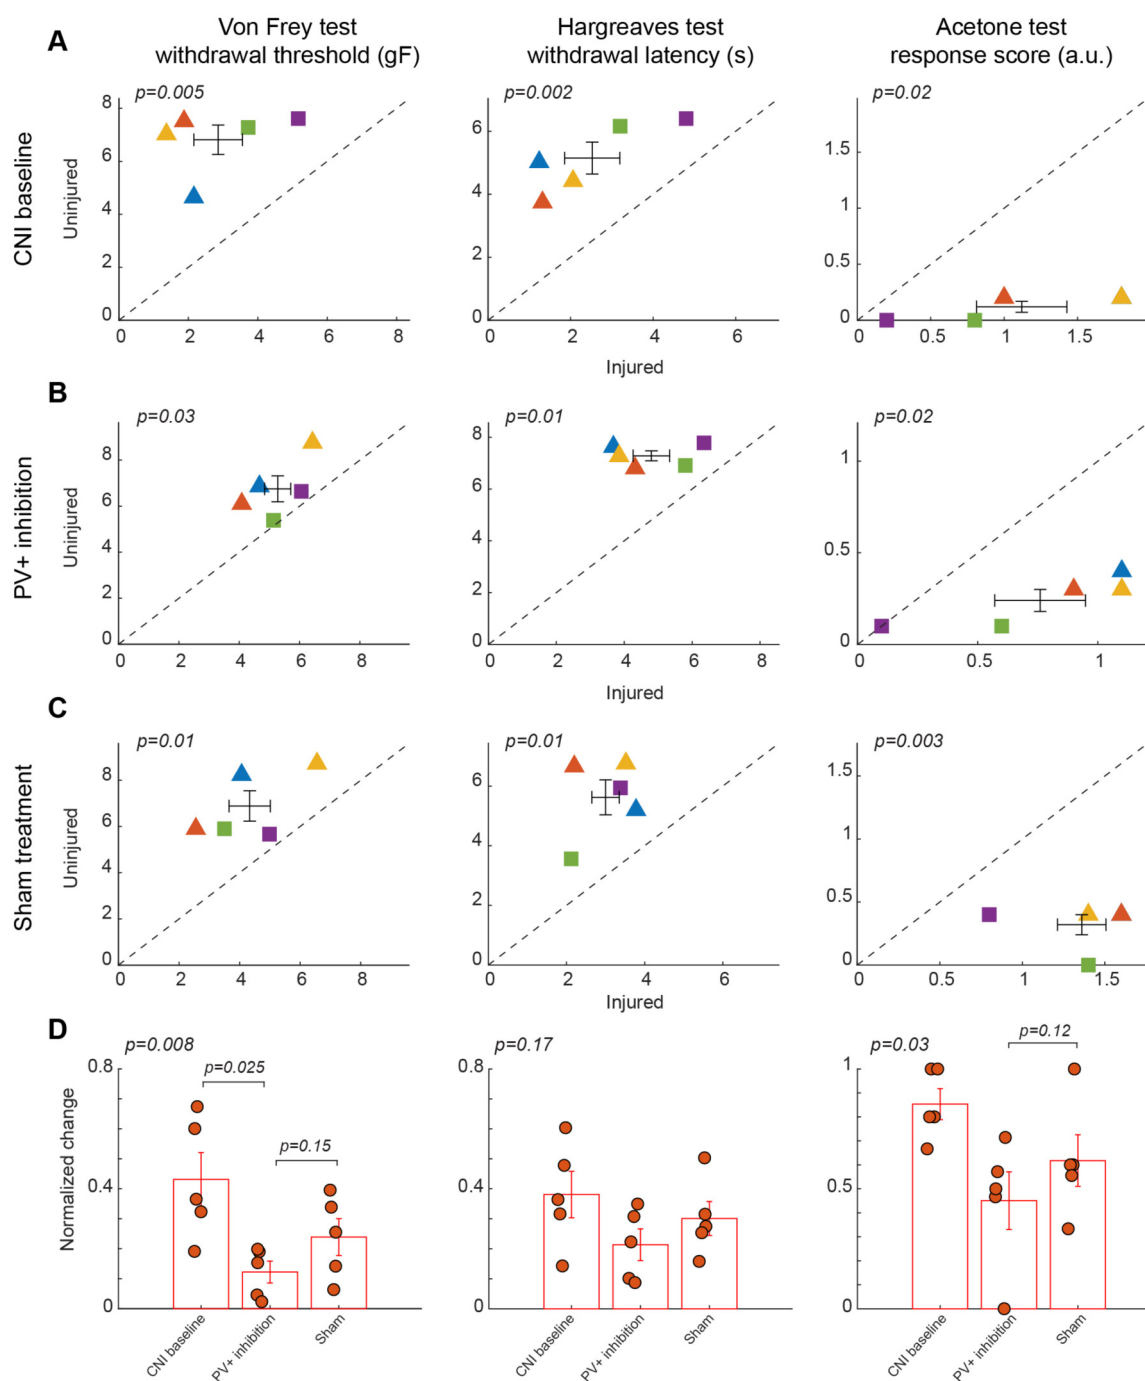 A
Von Frey test
withdrawal threshold (gF)
Hargreaves test
withdrawal latency (s)
Acetone test
response score (a.u.)
CNI baseline
Uninjured
p=0.005
8
6
4
2
0
0 2 4 6 8
p=0.002
6
4
2
0
0 2 4 6
Injured
p=0.02
1.5
1
0.5
0
0.5 1 1.5
B
PV+ inhibition
Uninjured
p=0.03
8
6
4
2
0
0 2 4 6 8
p=0.01
8
6
4
2
0
0 2 4 6 8
Injured
p=0.02
1
0.5
0
0.5 1
C
Sham treatment
Uninjured
p=0.01
8
6
4
2
0
0 2 4 6 8
p=0.01
8
6
4
2
0
0 2 4 6
Injured
p=0.003
1.5
1
0.5
0
0 0.5 1 1.5
D
Normalized change
p=0.008
p=0.025
p=0.15
0.8
0.4
0
CNI baseline
PV+ inhibition
Sham
p=0.17
0.8
0.4
0
CNI baseline
PV+ inhibition
Sham
p=0.03
p=0.12
1
0.5
0
CNI baseline
PV+ inhibition
Sham